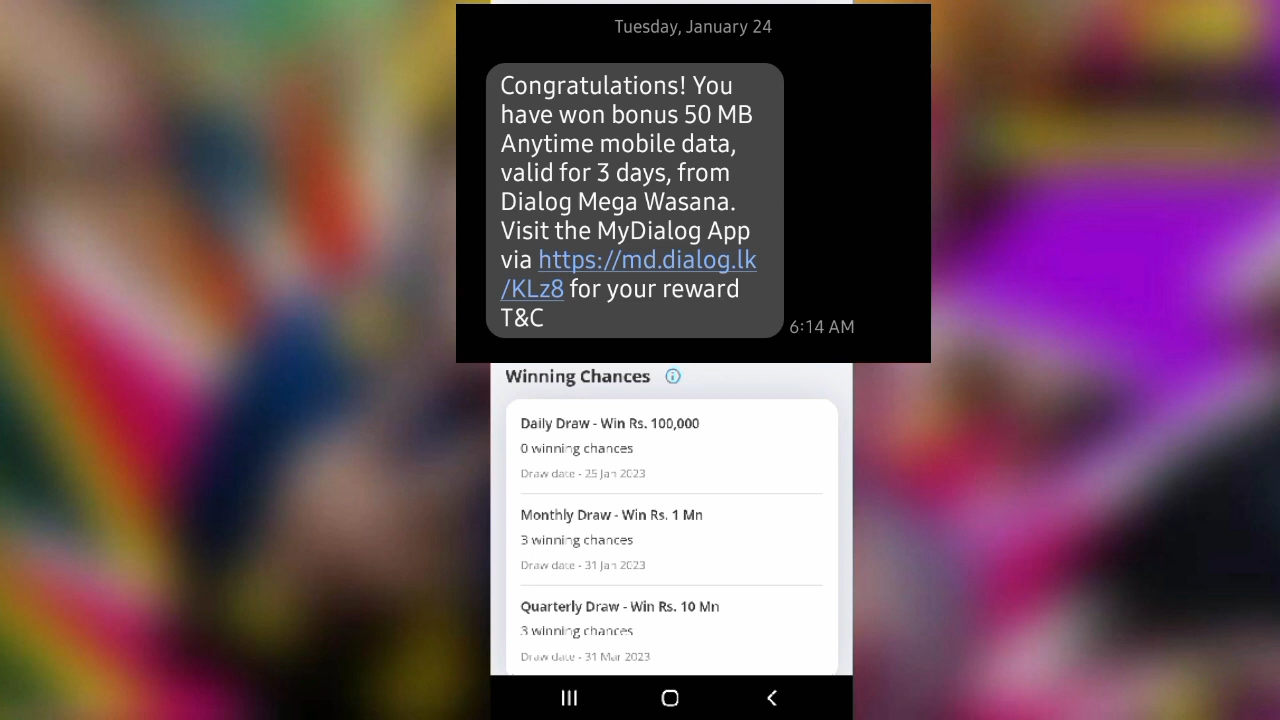 Tuesday, January 24
Congratulations! You
have won bonus 50 MB
Anytime mobile data,
valid for 3 days, from
Dialog Mega Wasana.
Visit the MyDialog App
via https://md.dialog.lk
/KLz8 for your reward
T&C
6:14 AM
Winning Chances
Daily Draw - Win Rs. 100,000
0 winning chances
Draw date - 25 Jan 2023
Monthly Draw - Win Rs. 1 Mn
3 winning chances
Draw date - 31 Jan 2023
Quarterly Draw - Win Rs. 10 Mn
3 winning chances
Draw date - 31 Mar 2023